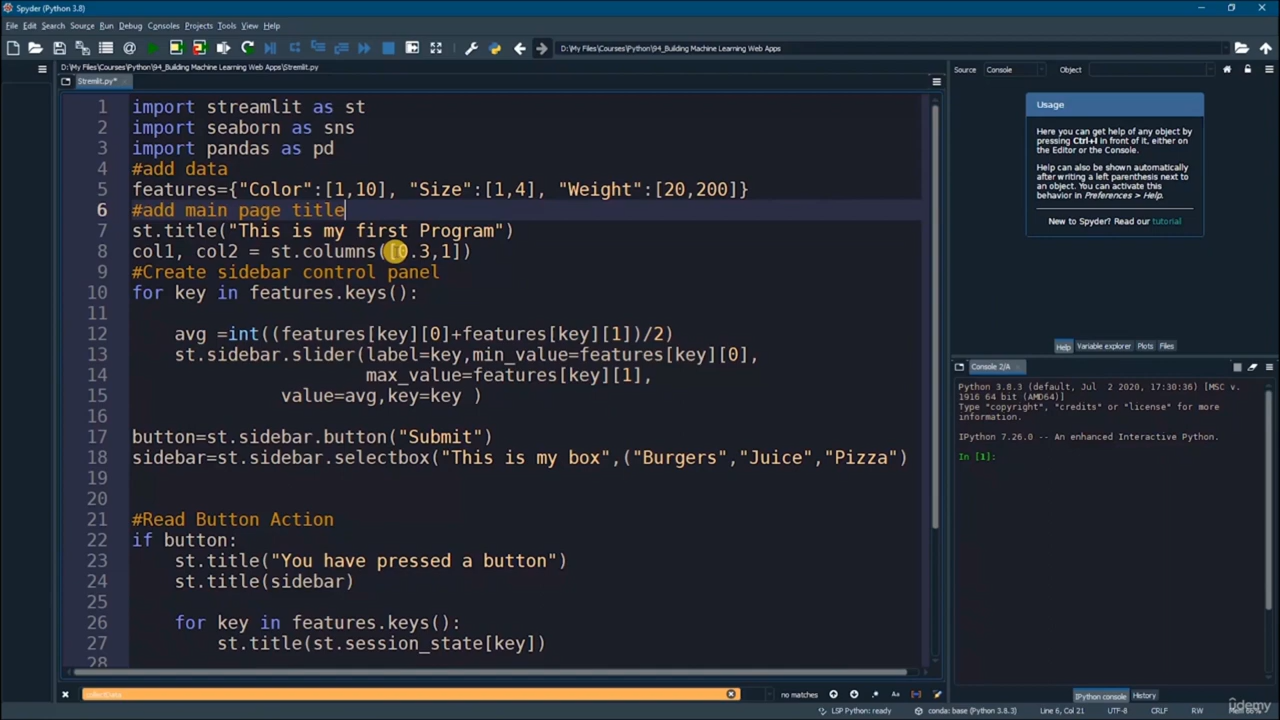 Spyder (Python 3.8)
File Edit Search Source Run Debug Consoles Projects Tools View Help
D:\My Files\Courses\Python\94_Building Machine Learning Web Apps
D:\My Files\Courses\Python\94_Building Machine Learning Web Apps\Stremlit.py
Stremlit.py*
1 import streamlit as st
2 import seaborn as sns
3 import pandas as pd
4 #add data
5 features={"Color":[1,10], "Size":[1,4], "Weight":[20,200]}
6 #add main page title
7 st.title("This is my first Program")
8 col1, col2 = st.columns([0.3,1])
9 #Create sidebar control panel
10 for key in features.keys():
11
12 avg =int((features[key][0]+features[key][1])/2)
13 st.sidebar.slider(label=key,min_value=features[key][0],
14 max_value=features[key][1],
15 value=avg,key=key )
16
17 button=st.sidebar.button("Submit")
18 sidebar=st.sidebar.selectbox("This is my box",("Burgers","Juice","Pizza")
19
20
21 #Read Button Action
22 if button:
23 st.title("You have pressed a button")
24 st.title(sidebar)
25
26 for key in features.keys():
27 st.title(st.session_state[key])
28
collectData
no matches
Aa
Source Console Object
Usage
Here you can get help of any object by
pressing Ctrl+I in front of it, either on
the Editor or the Console.
Help can also be shown automatically
after writing a left parenthesis next to
an object. You can activate this
behavior in Preferences > Help.
New to Spyder? Read our tutorial
Help Variable explorer Plots Files
Console 2/A
Python 3.8.3 (default, Jul 2 2020, 17:30:36) [MSC v.
1916 64 bit (AMD64)]
Type "copyright", "credits" or "license" for more
information.
IPython 7.26.0 -- An enhanced Interactive Python.
In [1]:
IPython console History
LSP Python: ready conda: base (Python 3.8.3) Line 6, Col 21 UTF-8 CRLF RW Mem
udemy